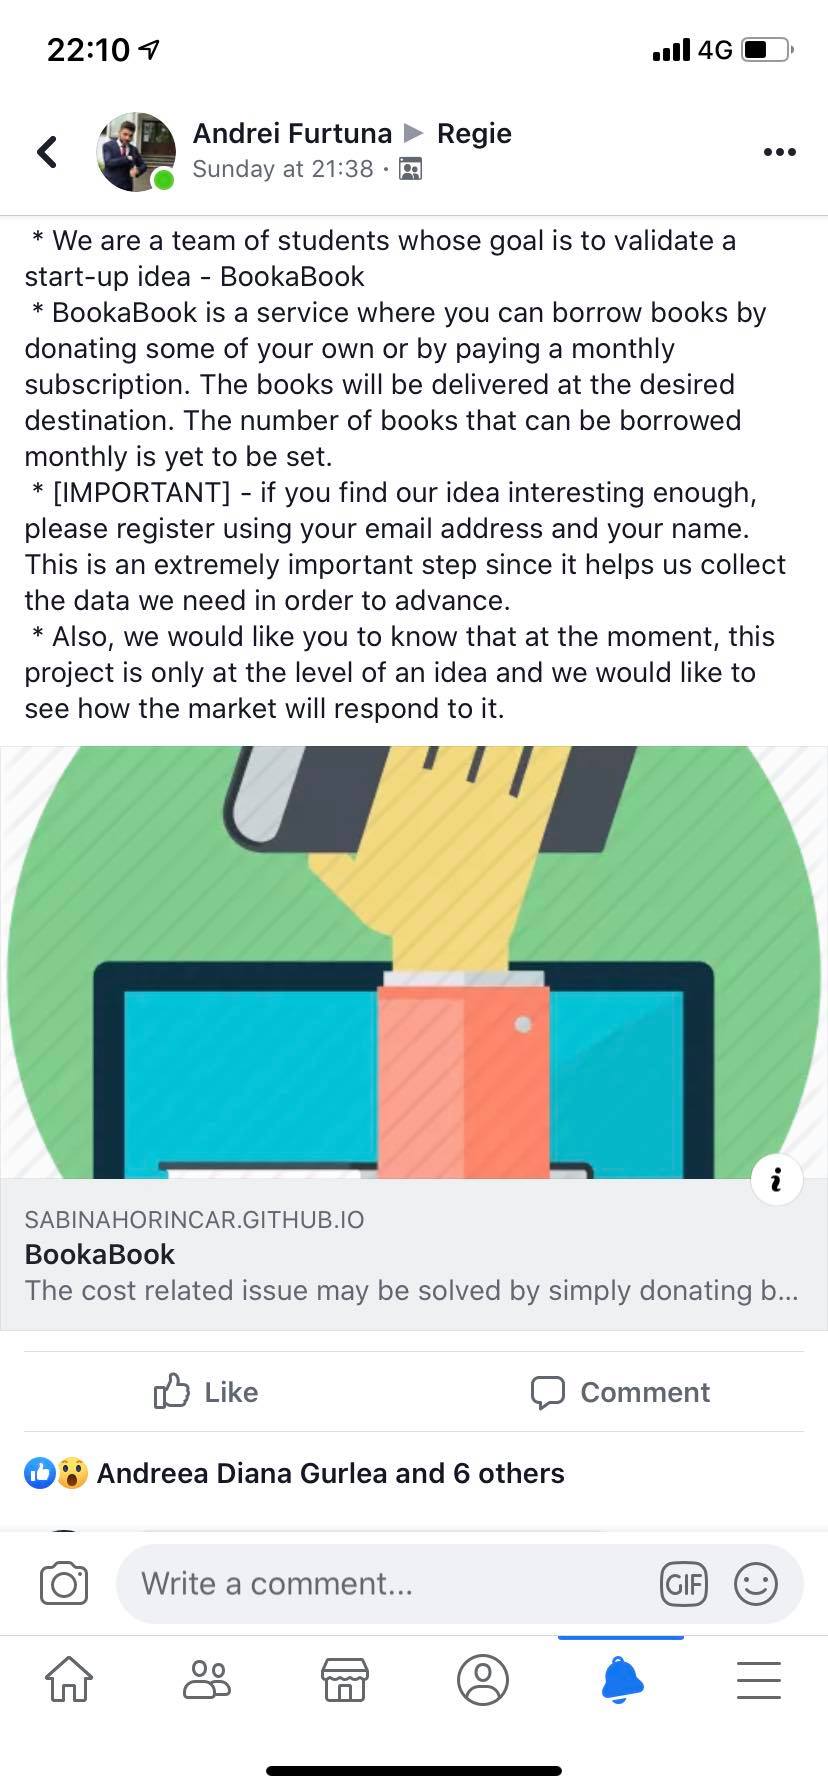 22:10
4G
Andrei Furtuna ▶ Regie
Sunday at 21:38 ·
* We are a team of students whose goal is to validate a
start-up idea - BookaBook
* BookaBook is a service where you can borrow books by
donating some of your own or by paying a monthly
subscription. The books will be delivered at the desired
destination. The number of books that can be borrowed
monthly is yet to be set.
* [IMPORTANT] - if you find our idea interesting enough,
please register using your email address and your name.
This is an extremely important step since it helps us collect
the data we need in order to advance.
* Also, we would like you to know that at the moment, this
project is only at the level of an idea and we would like to
see how the market will respond to it.
i
SABINAHORINCAR.GITHUB.IO
BookaBook
The cost related issue may be solved by simply donating b...
Like
Comment
Andreea Diana Gurlea and 6 others
Write a comment...
GIF